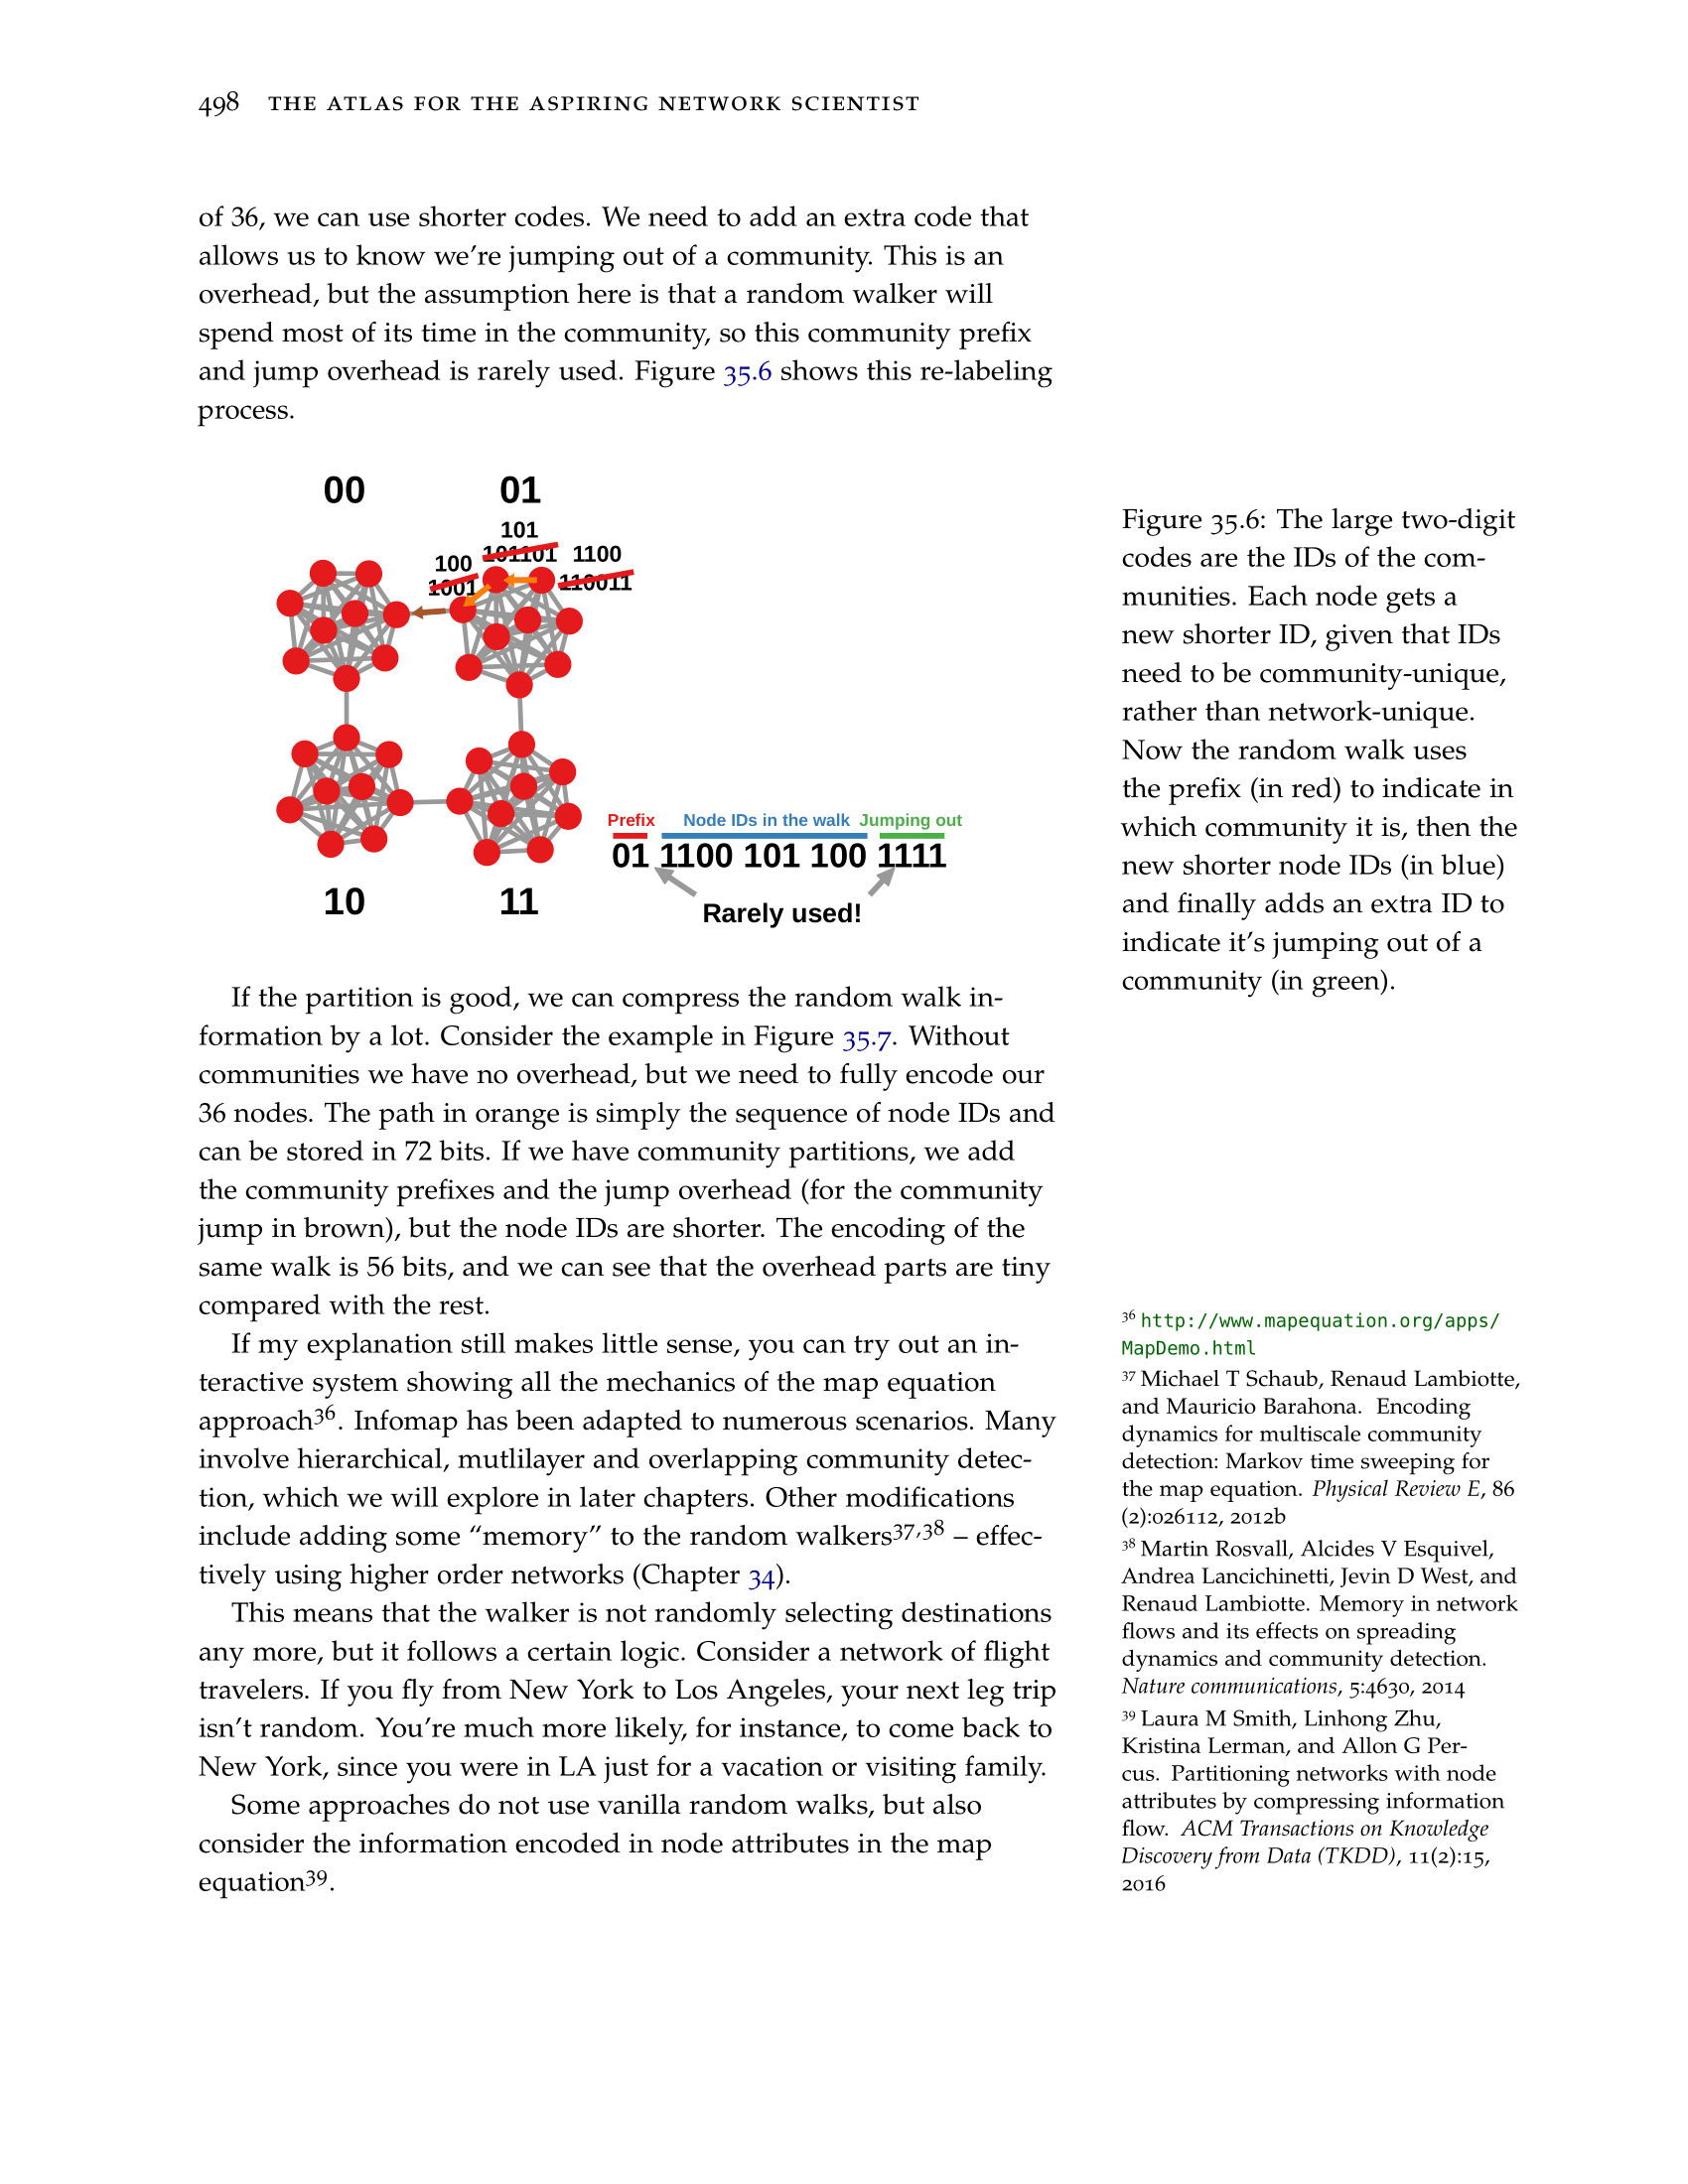 498 THE ATLAS FOR THE ASPIRING NETWORK SCIENTIST
of 36, we can use shorter codes. We need to add an extra code that
allows us to know we're jumping out of a community. This is an
overhead, but the assumption here is that a random walker will
spend most of its time in the community, so this community prefix
and jump overhead is rarely used. Figure 35.6 shows this re-labeling
process.
00 01
101
101101
1100
110011
100
1001
Prefix Node IDs in the walk Jumping out
01 1100 101 100 1111
Rarely used!
10 11
Figure 35.6: The large two-digit
codes are the IDs of the com-
munities. Each node gets a
new shorter ID, given that IDs
need to be community-unique,
rather than network-unique.
Now the random walk uses
the prefix (in red) to indicate in
which community it is, then the
new shorter node IDs (in blue)
and finally adds an extra ID to
indicate it's jumping out of a
community (in green).
If the partition is good, we can compress the random walk in-
formation by a lot. Consider the example in Figure 35.7. Without
communities we have no overhead, but we need to fully encode our
36 nodes. The path in orange is simply the sequence of node IDs and
can be stored in 72 bits. If we have community partitions, we add
the community prefixes and the jump overhead (for the community
jump in brown), but the node IDs are shorter. The encoding of the
same walk is 56 bits, and we can see that the overhead parts are tiny
compared with the rest.
If my explanation still makes little sense, you can try out an in-
teractive system showing all the mechanics of the map equation
approach36. Infomap has been adapted to numerous scenarios. Many
involve hierarchical, mutlilayer and overlapping community detec-
tion, which we will explore in later chapters. Other modifications
include adding some “memory” to the random walkers37,38 – effec-
tively using higher order networks (Chapter 34).
This means that the walker is not randomly selecting destinations
any more, but it follows a certain logic. Consider a network of flight
travelers. If you fly from New York to Los Angeles, your next leg trip
isn't random. You're much more likely, for instance, to come back to
New York, since you were in LA just for a vacation or visiting family.
Some approaches do not use vanilla random walks, but also
consider the information encoded in node attributes in the map
equation39.
36 http://www.mapequation.org/apps/
MapDemo.html
37 Michael T Schaub, Renaud Lambiotte,
and Mauricio Barahona. Encoding
dynamics for multiscale community
detection: Markov time sweeping for
the map equation. Physical Review E, 86
(2):026112, 2012b
38 Martin Rosvall, Alcides V Esquivel,
Andrea Lancichinetti, Jevin D West, and
Renaud Lambiotte. Memory in network
flows and its effects on spreading
dynamics and community detection.
Nature communications, 5:4630, 2014
39 Laura M Smith, Linhong Zhu,
Kristina Lerman, and Allon G Per-
cus. Partitioning networks with node
attributes by compressing information
flow. ACM Transactions on Knowledge
Discovery from Data (TKDD), 11(2):15,
2016